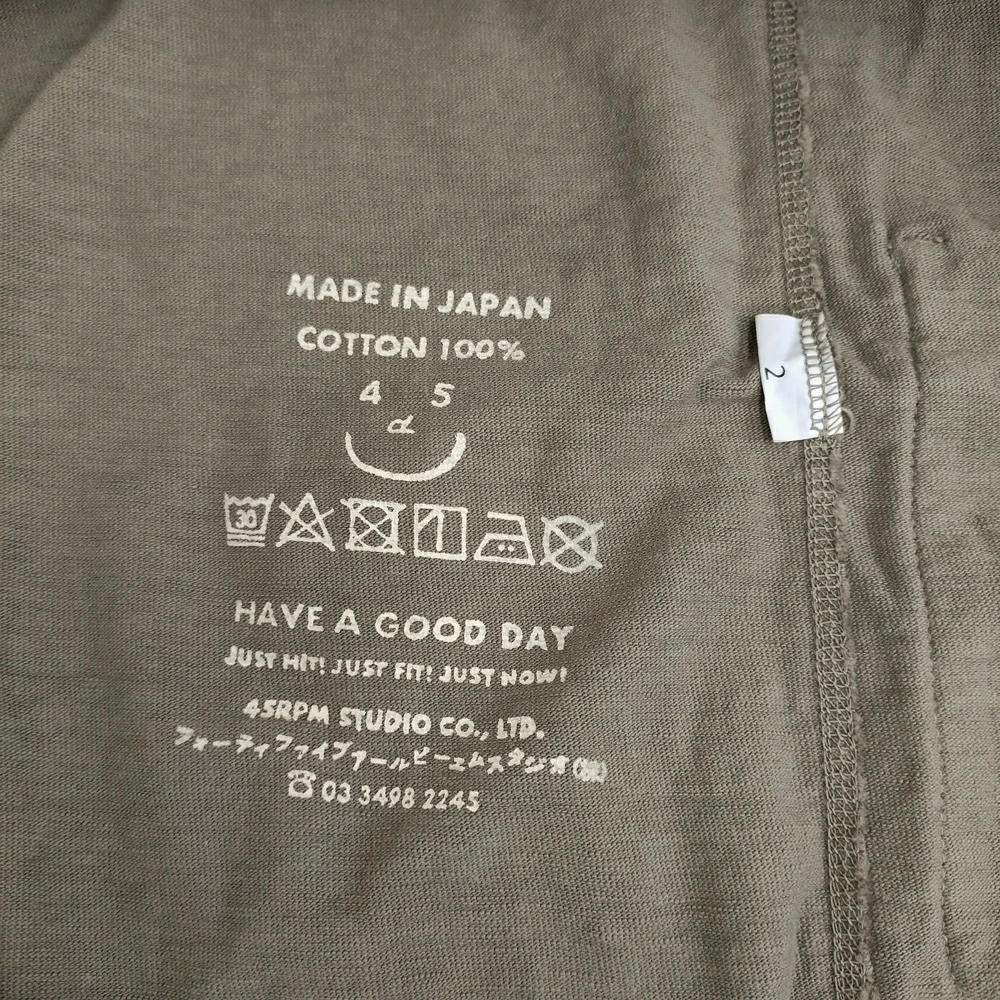 MADE IN JAPAN
COTTON 100%
4 5
d
30
HAVE A GOOD DAY
JUST HIT! JUST FIT! JUST NOW!
45RPM STUDIO CO., LTD.
フォーティファイブアールピーエムスタジオ(株)
☎ 03 3498 2245
2